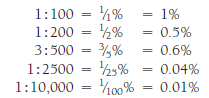 1:100 = 1/1% = 1%
1:200 = 1/2% = 0.5%
3:500 = 3/5% = 0.6%
1:2500 = 1/25% = 0.04%
1:10,000 = 1/100% = 0.01%